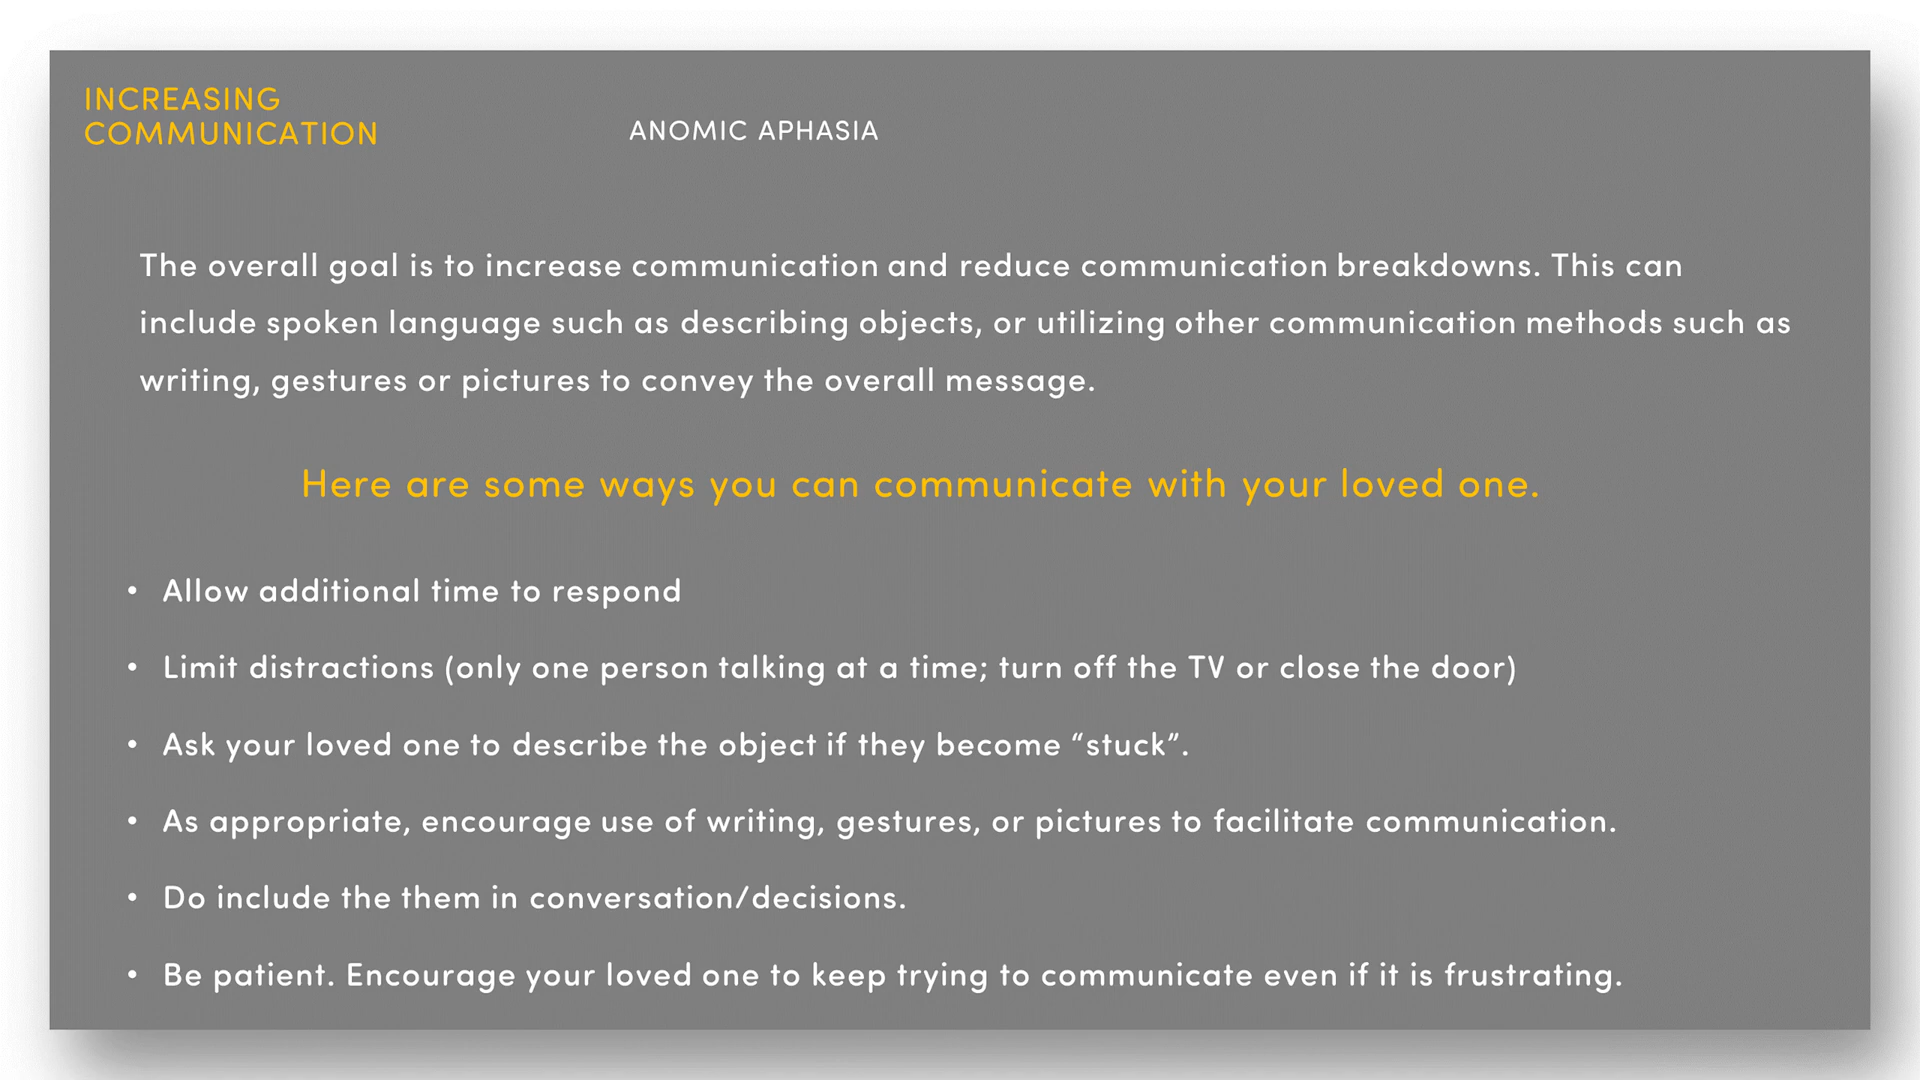 INCREASING
COMMUNICATION
ANOMIC APHASIA
The overall goal is to increase communication and reduce communication breakdowns. This can
include spoken language such as describing objects, or utilizing other communication methods such as
writing, gestures or pictures to convey the overall message.
Here are some ways you can communicate with your loved one.
• Allow additional time to respond
• Limit distractions (only one person talking at a time; turn off the TV or close the door)
• Ask your loved one to describe the object if they become “stuck”.
• As appropriate, encourage use of writing, gestures, or pictures to facilitate communication.
• Do include the them in conversation/decisions.
• Be patient. Encourage your loved one to keep trying to communicate even if it is frustrating.